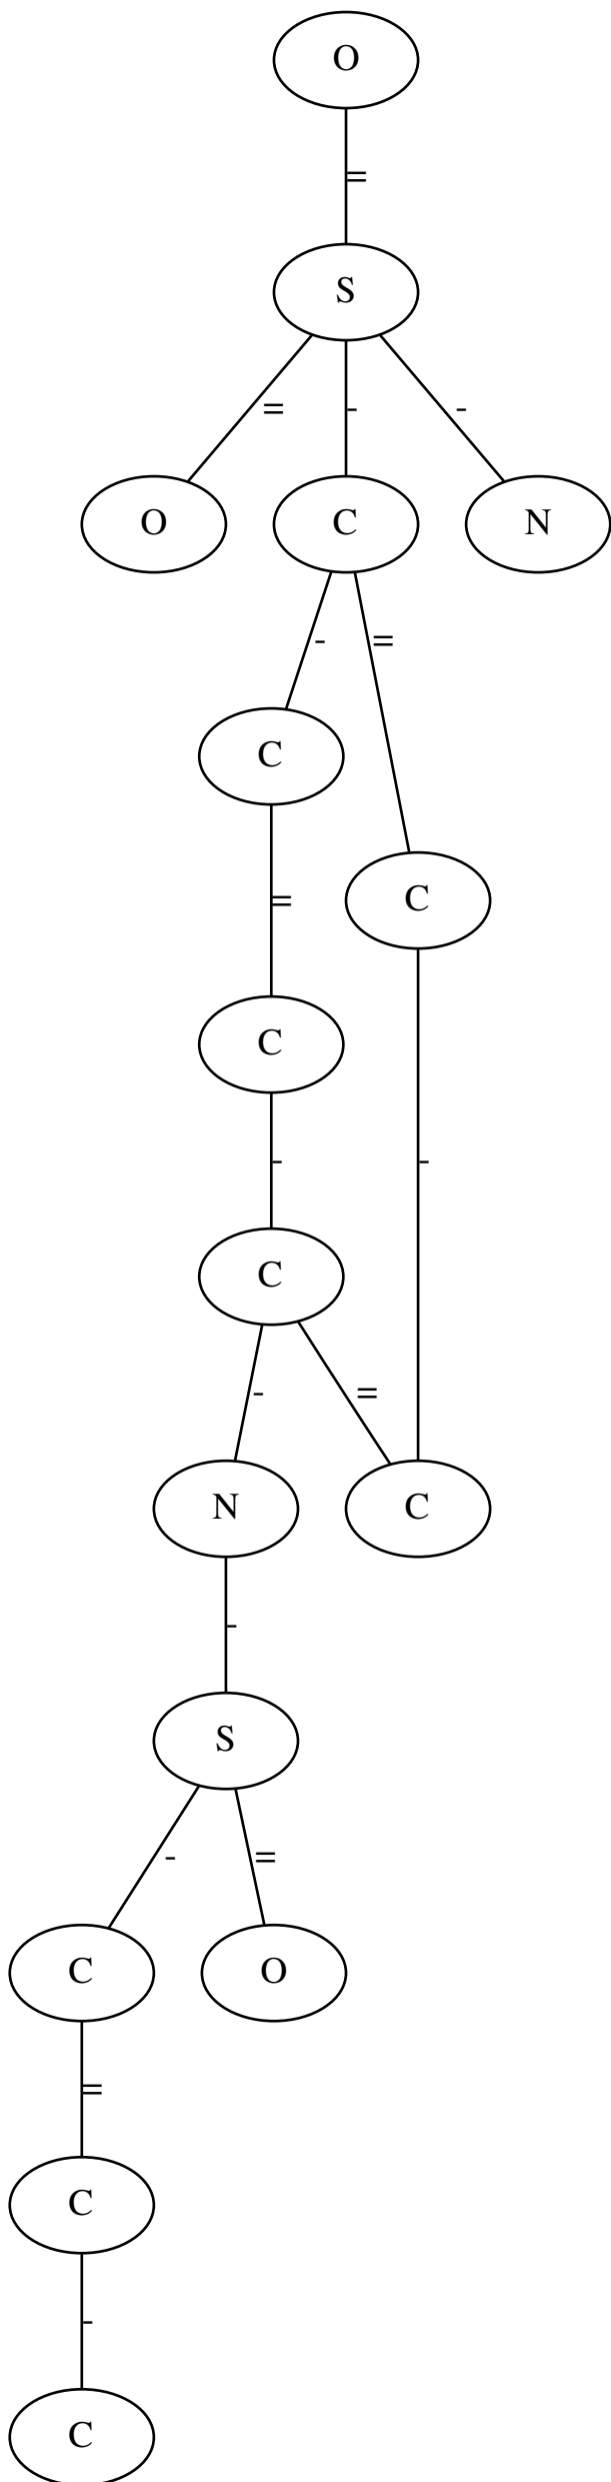 O
=
S
= - -
O C N
- =
C
=
C
C
- -
C
- =
N C
-
S
- =
C O
=
C
-
C